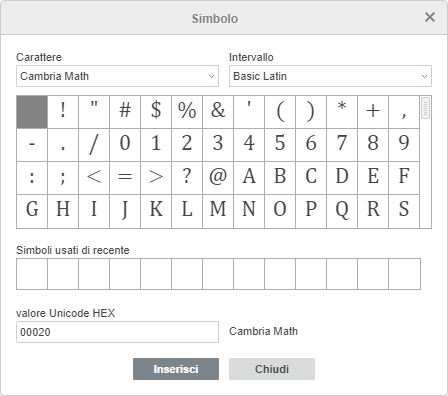 Simbolo
Carattere Intervallo
Cambria Math Basic Latin
! " # $ % & ' ( ) * + ,
- . / 0 1 2 3 4 5 6 7 8 9
: ; < = > ? @ A B C D E F
G H I J K L M N O P Q R S
Simboli usati di recente
valore Unicode HEX
00020 Cambria Math
Inserisci Chiudi